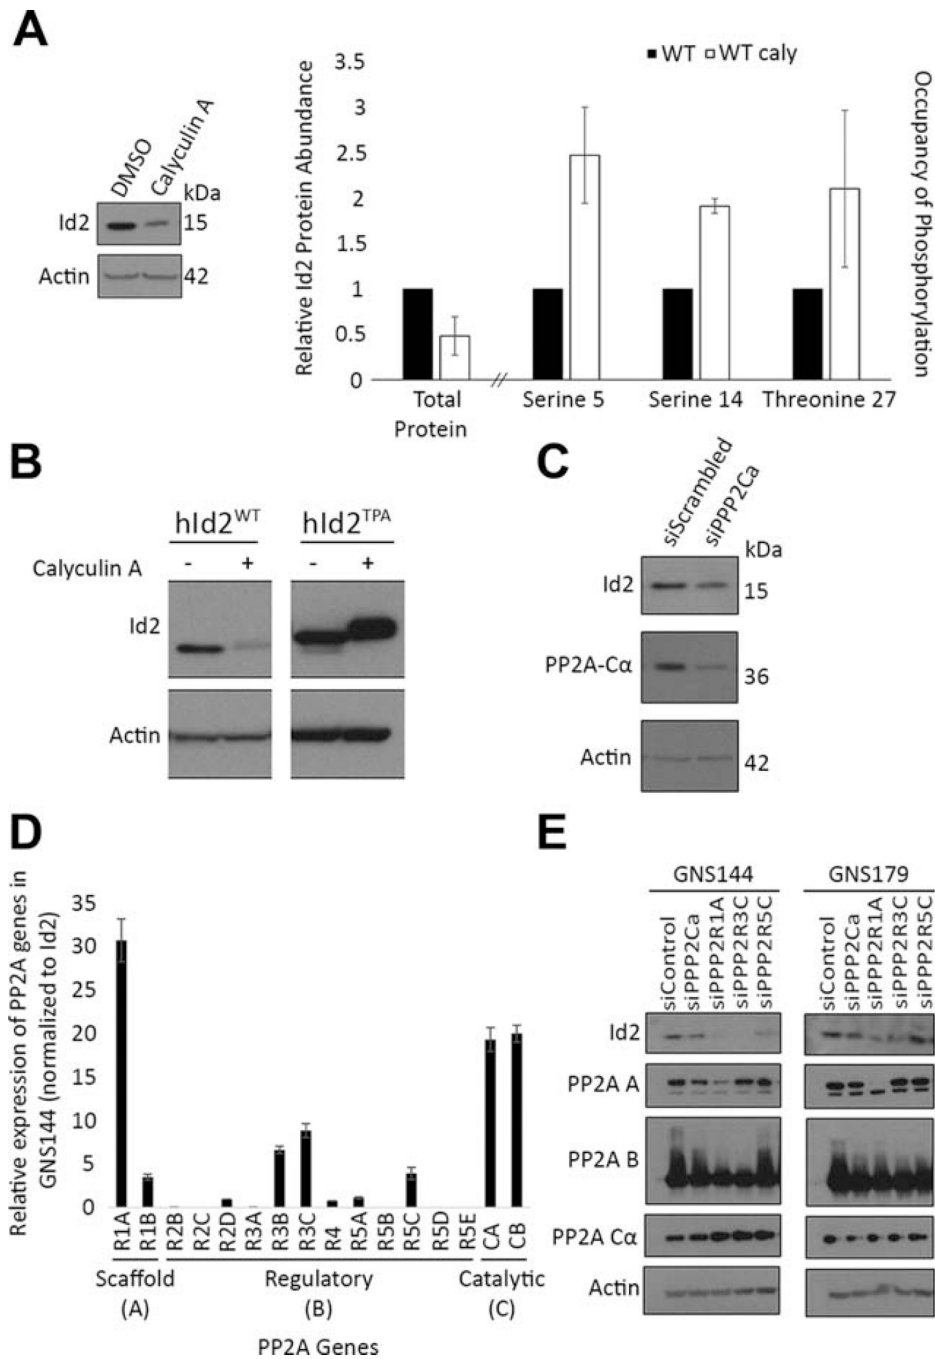 A
DMSO
Calyculin A
kDa
Id2
15
Actin
42
Relative Id2 Protein Abundance
3.5
3
2.5
2
1.5
1
0.5
0
WT WT caly
Occupancy of Phosphorylation
Total Protein
//
Serine 5
Serine 14
Threonine 27
B
hId2WT
hId2TPA
Calyculin A
- +
- +
Id2
Actin
C
siScrambled
siPPP2Ca
kDa
Id2
15
PP2A-Cα
36
Actin
42
D
Relative expression of PP2A genes in
GNS144 (normalized to Id2)
35
30
25
20
15
10
5
0
R1A
R1B
R2B
R2C
R2D
R3A
R3B
R3C
R4
R5A
R5B
R5C
R5D
R5E
CA
CB
Scaffold
(A)
Regulatory
(B)
Catalytic
(C)
PP2A Genes
E
GNS144
GNS179
siControl
siPPP2Ca
siPPP2R1A
siPPP2R3C
siPPP2R5C
siControl
siPPP2Ca
siPPP2R1A
siPPP2R3C
siPPP2R5C
Id2
PP2A A
PP2A B
PP2A Cα
Actin